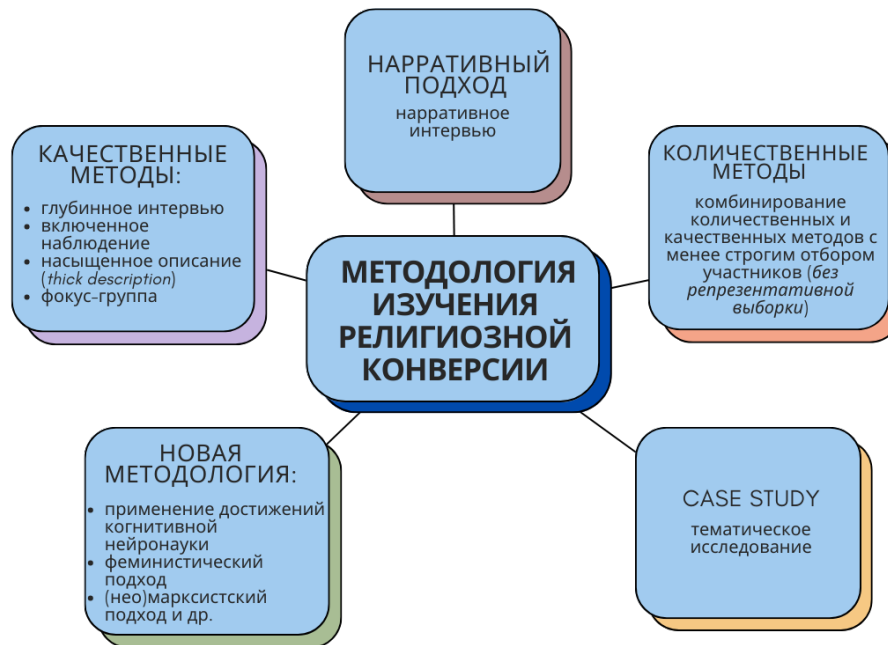 НАРРАТИВНЫЙ
ПОДХОД
нарративное
интервью
КАЧЕСТВЕННЫЕ
МЕТОДЫ:
• глубинное интервью
• включенное
наблюдение
• насыщенное описание
(thick description)
• фокус-группа
КОЛИЧЕСТВЕННЫЕ
МЕТОДЫ
комбинирование
количественных и
качественных методов с
менее строгим отбором
участников (без
репрезентативной
выборки)
МЕТОДОЛОГИЯ
ИЗУЧЕНИЯ
РЕЛИГИОЗНОЙ
КОНВЕРСИИ
НОВАЯ
МЕТОДОЛОГИЯ:
• применение достижений
когнитивной
нейронауки
• феминистический
подход
• (нео)марксистский
подход и др.
CASE STUDY
тематическое
исследование